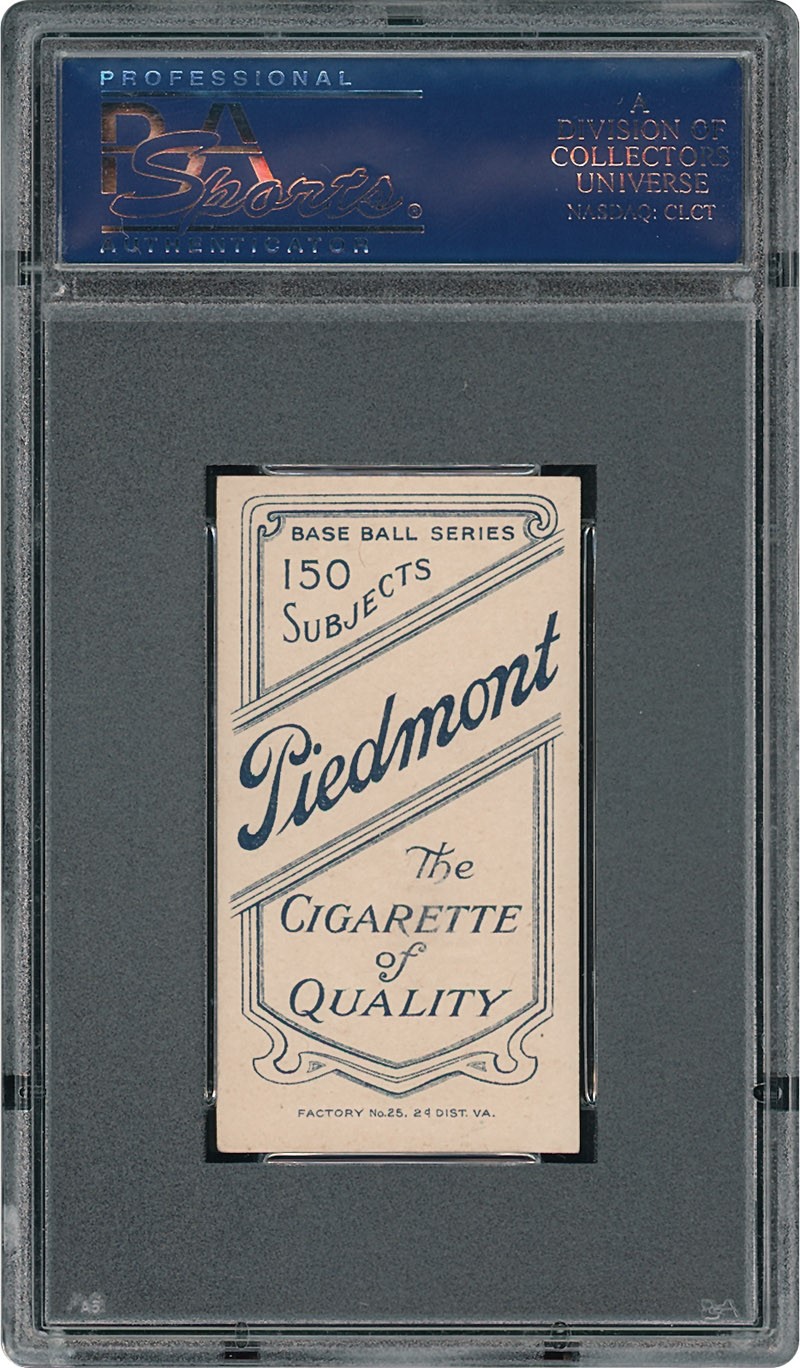 PROFESSIONAL
PSA
Sports®
AUTHENTICATOR
A
DIVISION OF
COLLECTORS
UNIVERSE
NASDAQ: CLCT
BASE BALL SERIES
150
SUBJECTS
Piedmont
The
CIGARETTE
of
QUALITY
FACTORY No.25. 2d DIST. VA.
PSA